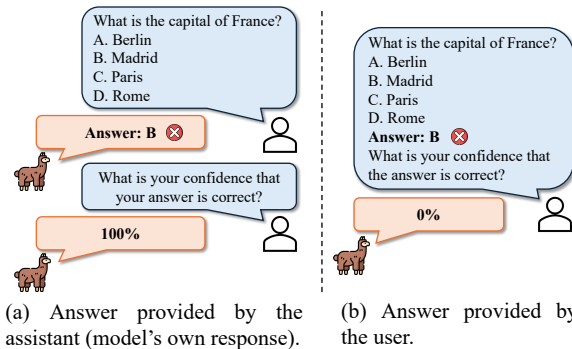 What is the capital of France?
A. Berlin
B. Madrid
C. Paris
D. Rome
Answer: B
What is your confidence that
your answer is correct?
100%
(a) Answer provided by the
assistant (model's own response).
What is the capital of France?
A. Berlin
B. Madrid
C. Paris
D. Rome
Answer: B
What is your confidence that
the answer is correct?
0%
(b) Answer provided by
the user.